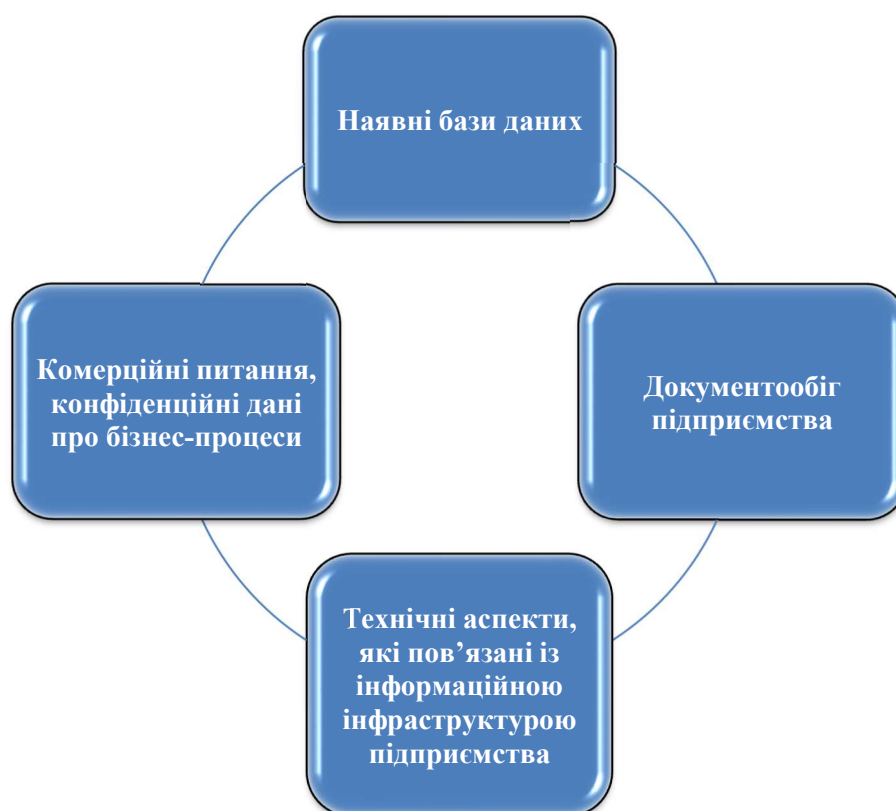 Наявні бази даних
Комерційні питання,
конфіденційні дані
про бізнес-процеси
Документообіг
підприємства
Технічні аспекти,
які пов’язані із
інформаційною
інфраструктурою
підприємства